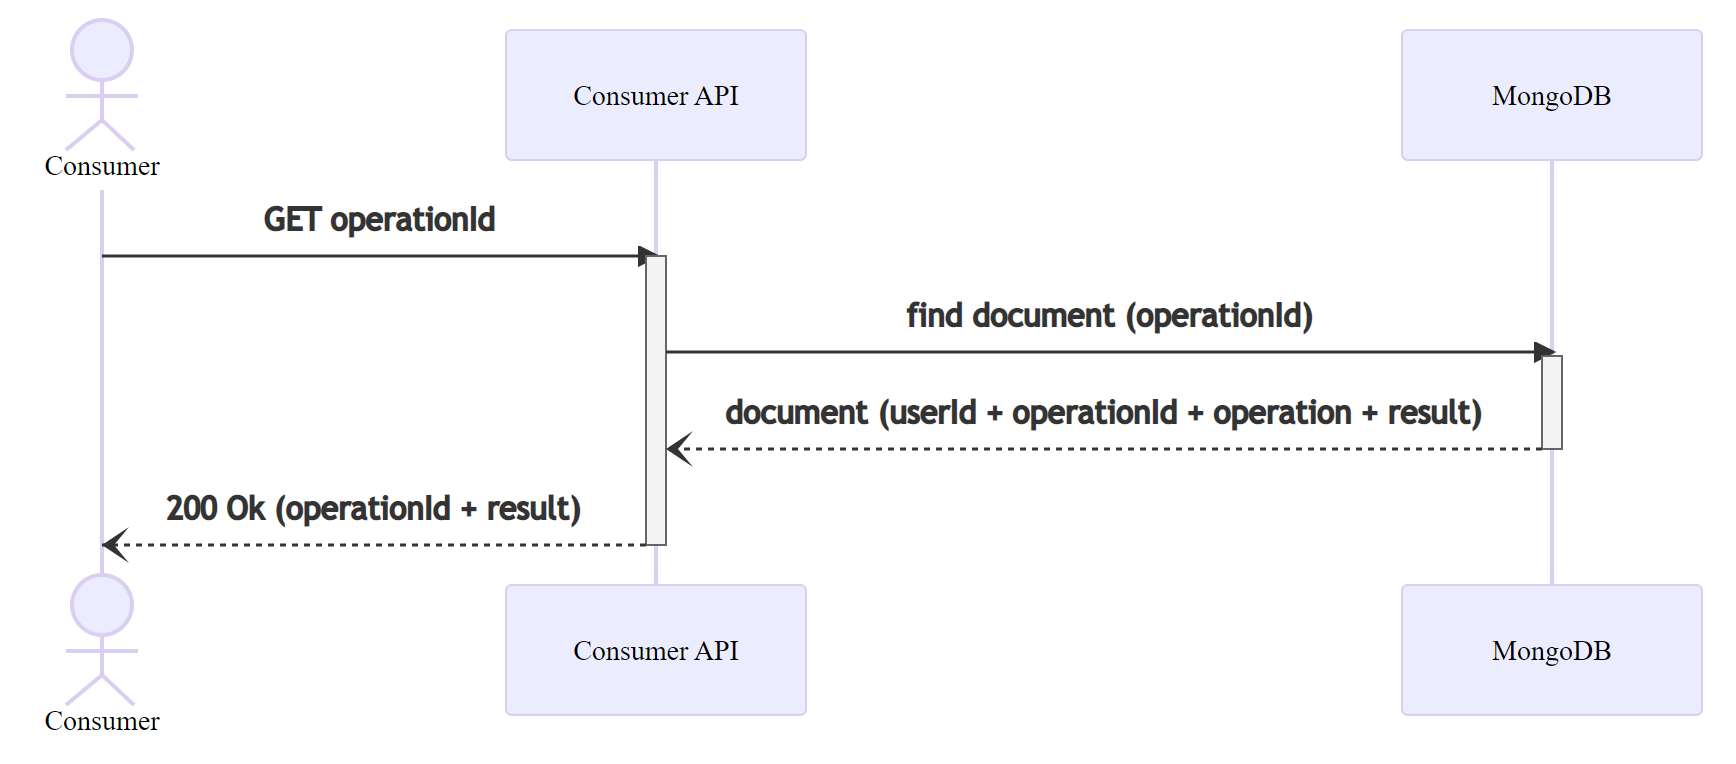 Consumer API
MongoDB
Consumer
GET operationId
find document (operationId)
document (userId + operationId + operation + result)
200 Ok (operationId + result)
Consumer API
MongoDB
Consumer